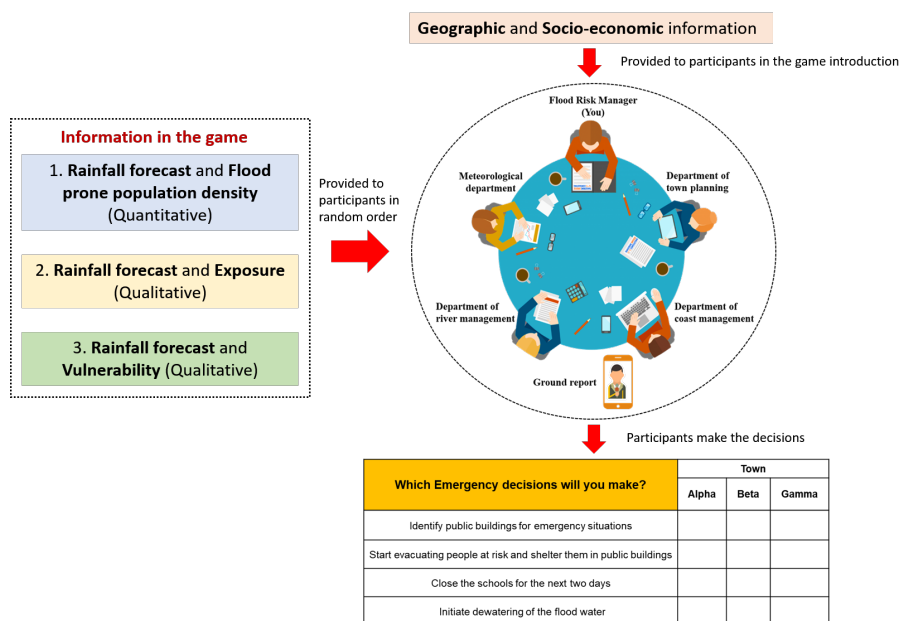 Geographic and Socio-economic information
Provided to participants in the game introduction
Information in the game
1. Rainfall forecast and Flood
prone population density
(Quantitative)
2. Rainfall forecast and Exposure
(Qualitative)
3. Rainfall forecast and
Vulnerability (Qualitative)
Provided to
participants in
random order
Flood Risk Manager
(You)
Meteorological
department
Department of
town planning
Department of
river management
Department of
coast management
Ground report
Participants make the decisions
Which Emergency decisions will you make?
Town
Alpha
Beta
Gamma
Identify public buildings for emergency situations
Start evacuating people at risk and shelter them in public buildings
Close the schools for the next two days
Initiate dewatering of the flood water